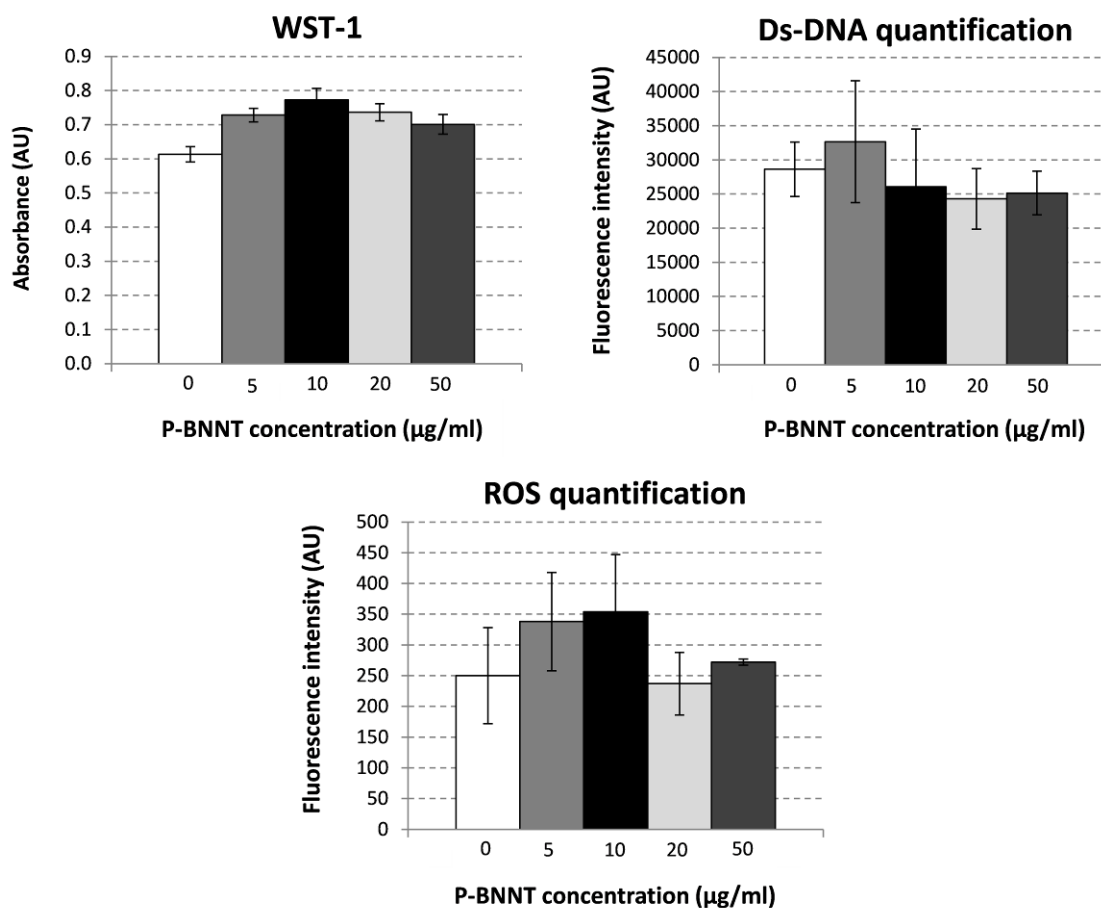 WST-1
Absorbance (AU)
0.9
0.8
0.7
0.6
0.5
0.4
0.3
0.2
0.1
0.0
0 5 10 20 50
P-BNNT concentration (µg/ml)
Ds-DNA quantification
Fluorescence intensity (AU)
45000
40000
35000
30000
25000
20000
15000
10000
5000
0
0 5 10 20 50
P-BNNT concentration (µg/ml)
ROS quantification
Fluorescence intensity (AU)
500
450
400
350
300
250
200
150
100
50
0
0 5 10 20 50
P-BNNT concentration (µg/ml)